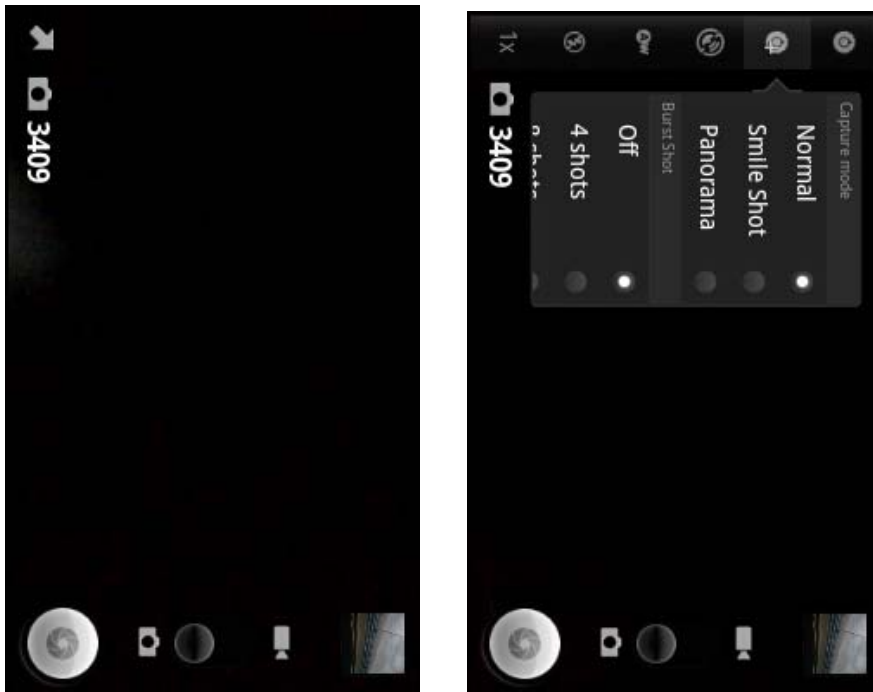 3409
1x
3409
Capture mode
Normal
Smile Shot
Panorama
Burst Shot
Off
4 shots